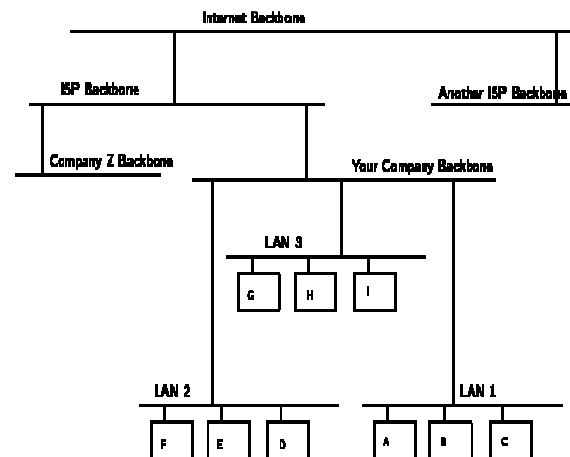 Internet Backbone
ISP Backbone
Another ISP Backbone
Company Z Backbone
Your Company Backbone
LAN 3
G H I
LAN 2
LAN 1
F E D
A B C